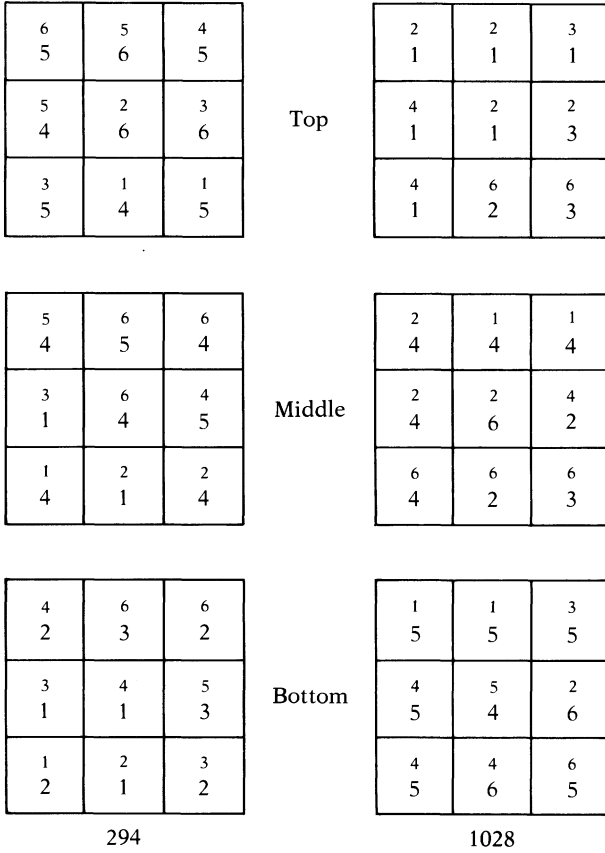 6 5 4 2 2 3
5 6 5 1 1 1
5 2 3 Top 4 2 2
4 6 6 1 1 3
3 1 1 4 6 6
5 4 5 1 2 3
5 6 6 2 1 1
4 5 4 4 4 4
3 6 4 Middle 2 2 4
1 4 5 4 6 2
1 2 2 6 6 6
4 1 4 4 2 3
4 6 6 1 1 3
2 3 2 5 5 5
3 4 5 Bottom 4 5 2
1 1 3 5 4 6
1 2 3 4 4 6
2 1 2 5 6 5
294 1028